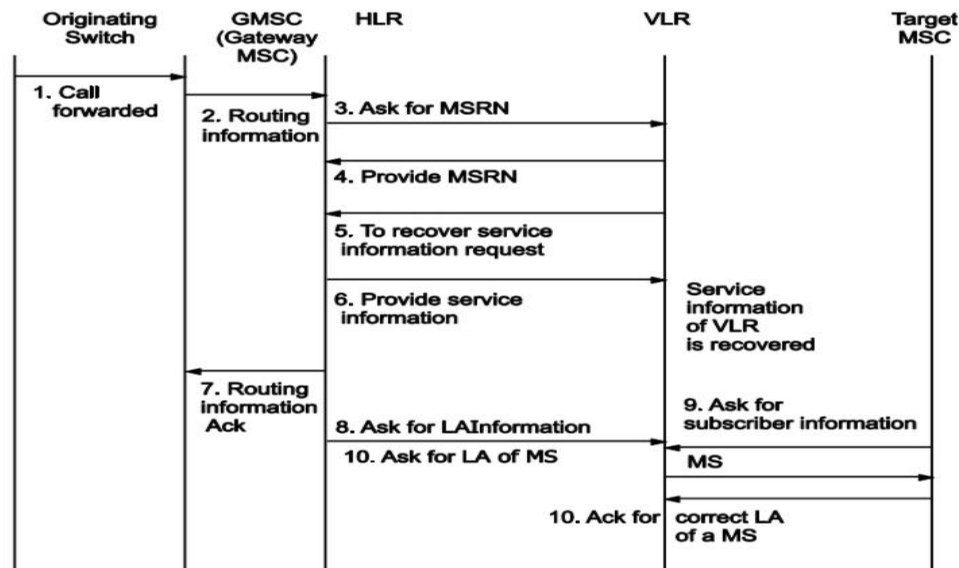 Originating
Switch
GMSC
(Gateway
MSC)
HLR
VLR
Target
MSC
1. Call
forwarded
2. Routing
information
3. Ask for MSRN
4. Provide MSRN
5. To recover service
information request
6. Provide service
information
Service
information
of VLR
is recovered
7. Routing
information
Ack
8. Ask for LAInformation
9. Ask for
subscriber information
10. Ask for LA of MS
MS
10. Ack for correct LA
of a MS